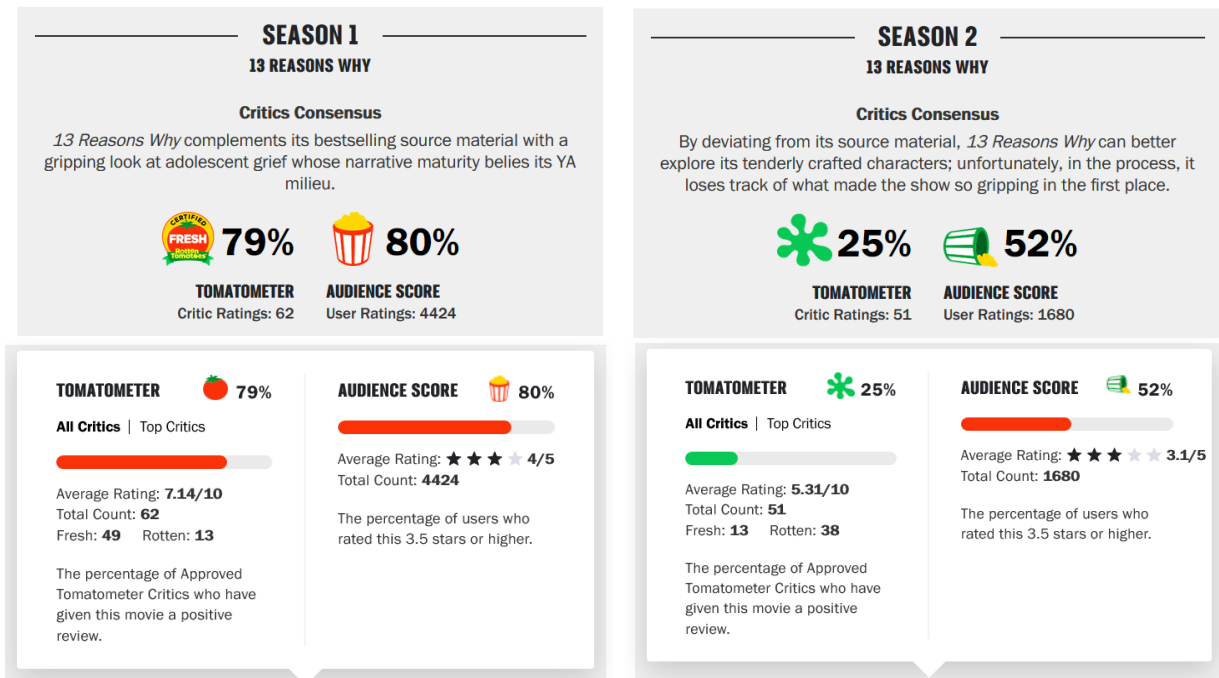 SEASON 1
13 REASONS WHY
Critics Consensus
13 Reasons Why complements its bestselling source material with a
gripping look at adolescent grief whose narrative maturity belies its YA
milieu.
CERTIFIED
FRESH
Rotten
Tomatoes
79%
80%
TOMATOMETER
Critic Ratings: 62
AUDIENCE SCORE
User Ratings: 4424
TOMATOMETER
79%
All Critics | Top Critics
Average Rating: 7.14/10
Total Count: 62
Fresh: 49 Rotten: 13
The percentage of Approved
Tomatometer Critics who have
given this movie a positive
review.
AUDIENCE SCORE
80%
Average Rating: 4/5
Total Count: 4424
The percentage of users who
rated this 3.5 stars or higher.
SEASON 2
13 REASONS WHY
Critics Consensus
By deviating from its source material, 13 Reasons Why can better
explore its tenderly crafted characters; unfortunately, in the process, it
loses track of what made the show so gripping in the first place.
25%
52%
TOMATOMETER
Critic Ratings: 51
AUDIENCE SCORE
User Ratings: 1680
TOMATOMETER
25%
All Critics | Top Critics
Average Rating: 5.31/10
Total Count: 51
Fresh: 13 Rotten: 38
The percentage of Approved
Tomatometer Critics who have
given this movie a positive
review.
AUDIENCE SCORE
52%
Average Rating: 3.1/5
Total Count: 1680
The percentage of users who
rated this 3.5 stars or higher.